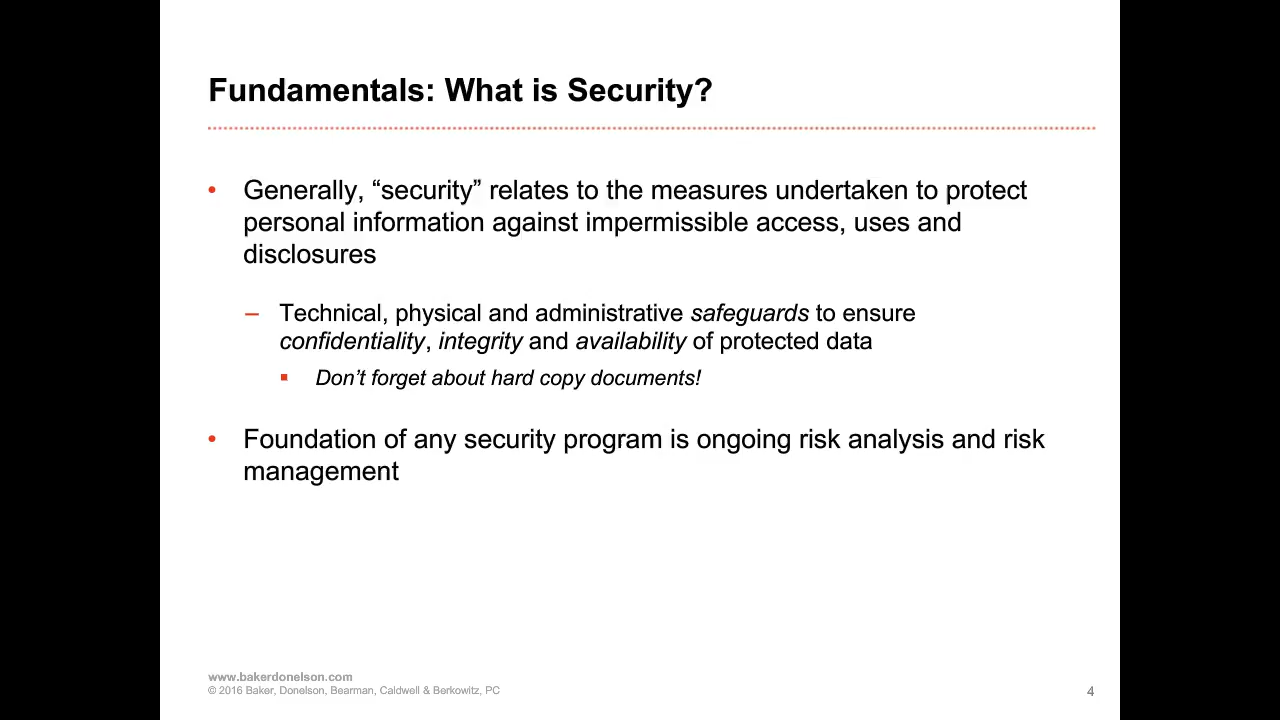 Fundamentals: What is Security?
• Generally, “security” relates to the measures undertaken to protect
personal information against impermissible access, uses and
disclosures
– Technical, physical and administrative safeguards to ensure
confidentiality, integrity and availability of protected data
▪ Don’t forget about hard copy documents!
• Foundation of any security program is ongoing risk analysis and risk
management
www.bakerdonelson.com
© 2016 Baker, Donelson, Bearman, Caldwell & Berkowitz, PC
4